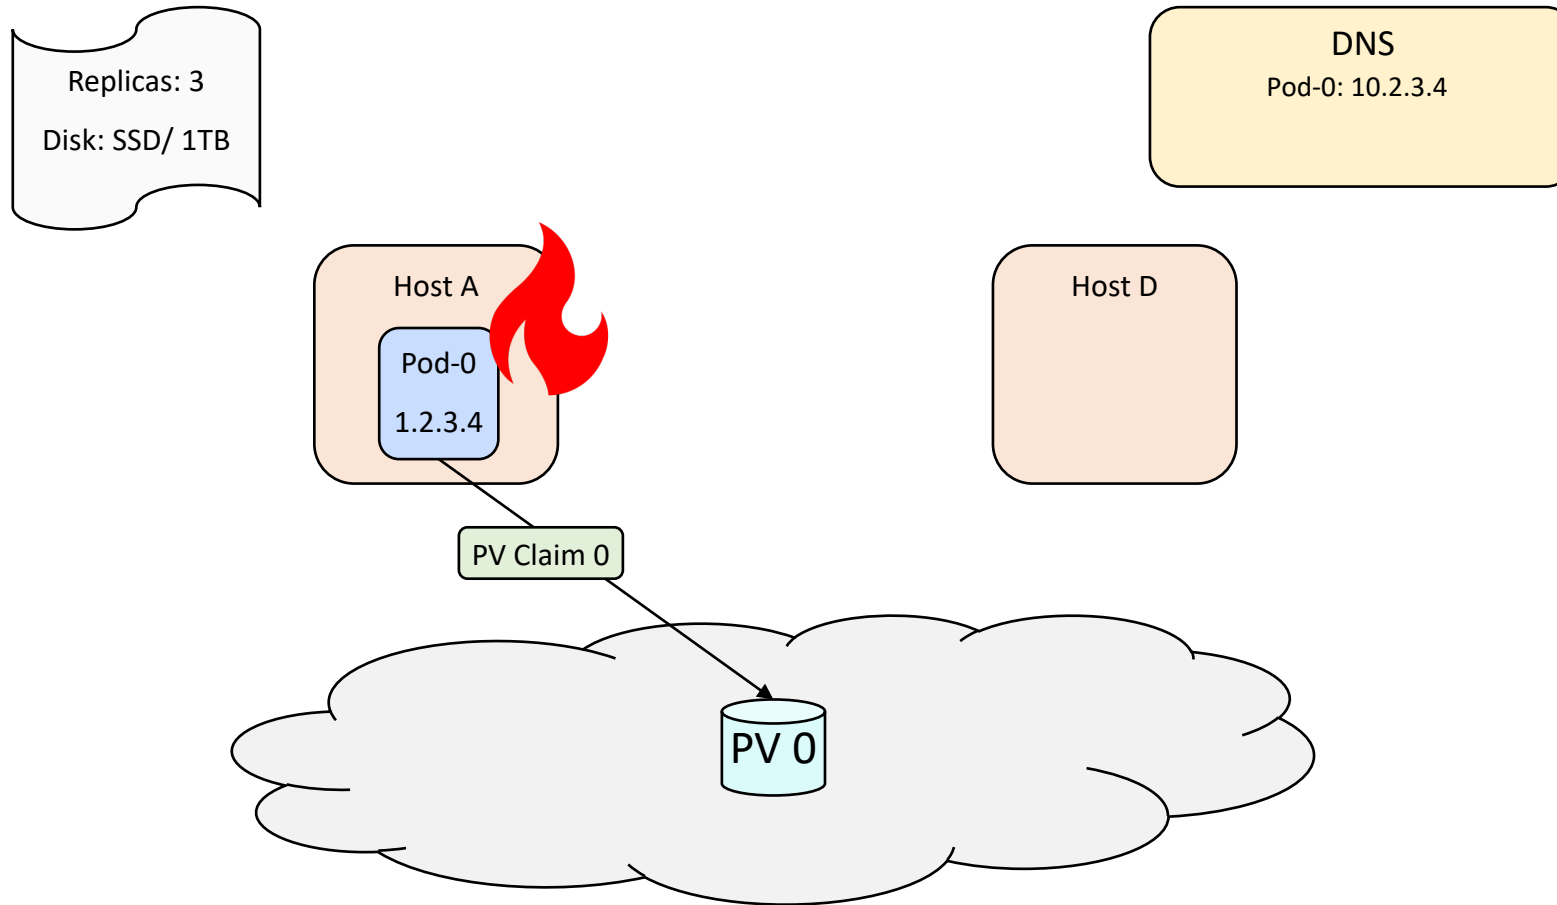 Replicas: 3
Disk: SSD/ 1TB
DNS
Pod-0: 10.2.3.4
Host A
Pod-0
1.2.3.4
Host D
PV Claim 0
PV 0